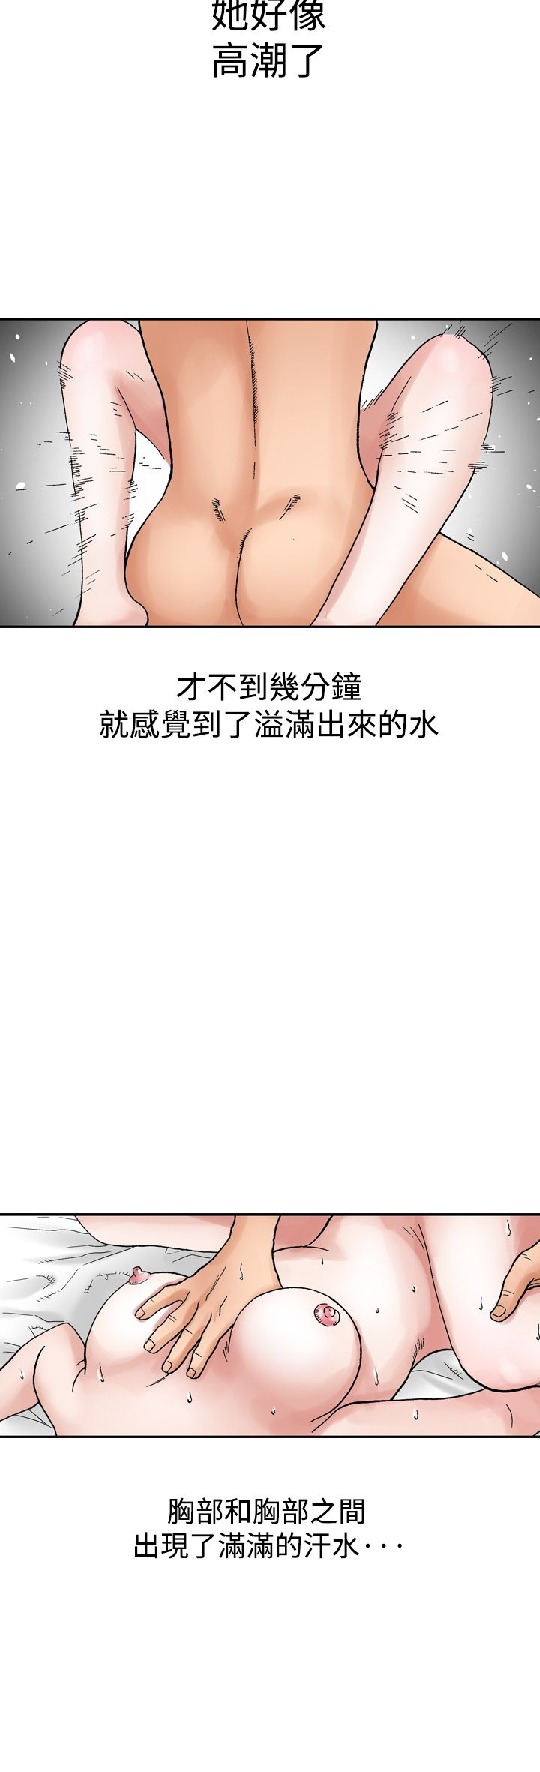 她好像
高潮了
才不到幾分鐘
就感覺到了溢滿出來的水
胸部和胸部之間
出現了滿滿的汗水···